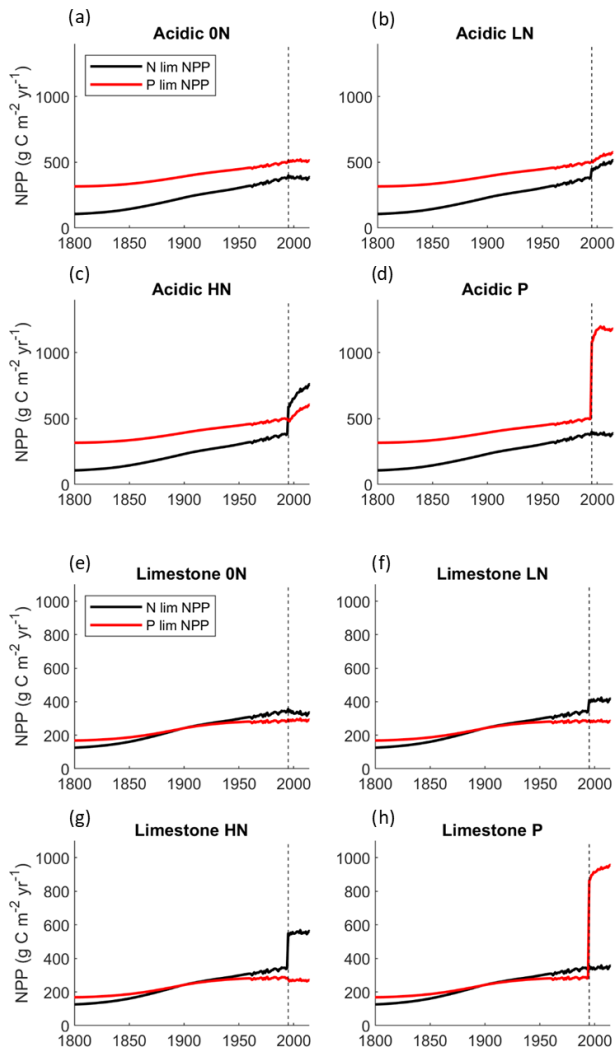 (a)
Acidic 0N
N lim NPP
P lim NPP
NPP (g C m-2 yr-1)
1000
500
0
1800 1850 1900 1950 2000
(b)
Acidic LN
1000
500
0
1800 1850 1900 1950 2000
(c)
Acidic HN
NPP (g C m-2 yr-1)
1000
500
0
1800 1850 1900 1950 2000
(d)
Acidic P
1000
500
0
1800 1850 1900 1950 2000
(e)
Limestone 0N
N lim NPP
P lim NPP
NPP (g C m-2 yr-1)
1000
800
600
400
200
0
1800 1850 1900 1950 2000
(f)
Limestone LN
1000
800
600
400
200
0
1800 1850 1900 1950 2000
(g)
Limestone HN
NPP (g C m-2 yr-1)
1000
800
600
400
200
0
1800 1850 1900 1950 2000
(h)
Limestone P
1000
800
600
400
200
0
1800 1850 1900 1950 2000